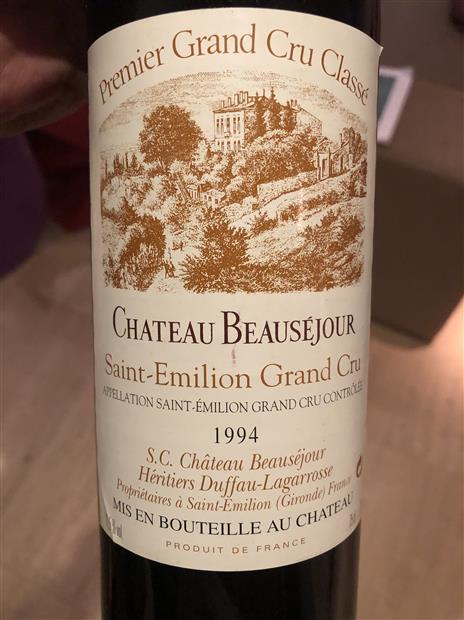 Premier Grand Cru Classé
CHATEAU BEAUSÉJOUR
Saint-Emilion Grand Cru
APPELLATION SAINT-ÉMILION GRAND CRU CONTRÔLÉE
1994
S.C. Château Beauséjour
Héritiers Duffau-Lagarrosse
Propriétaires à Saint-Emilion (Gironde) France
MIS EN BOUTEILLE AU CHATEAU
PRODUIT DE FRANCE